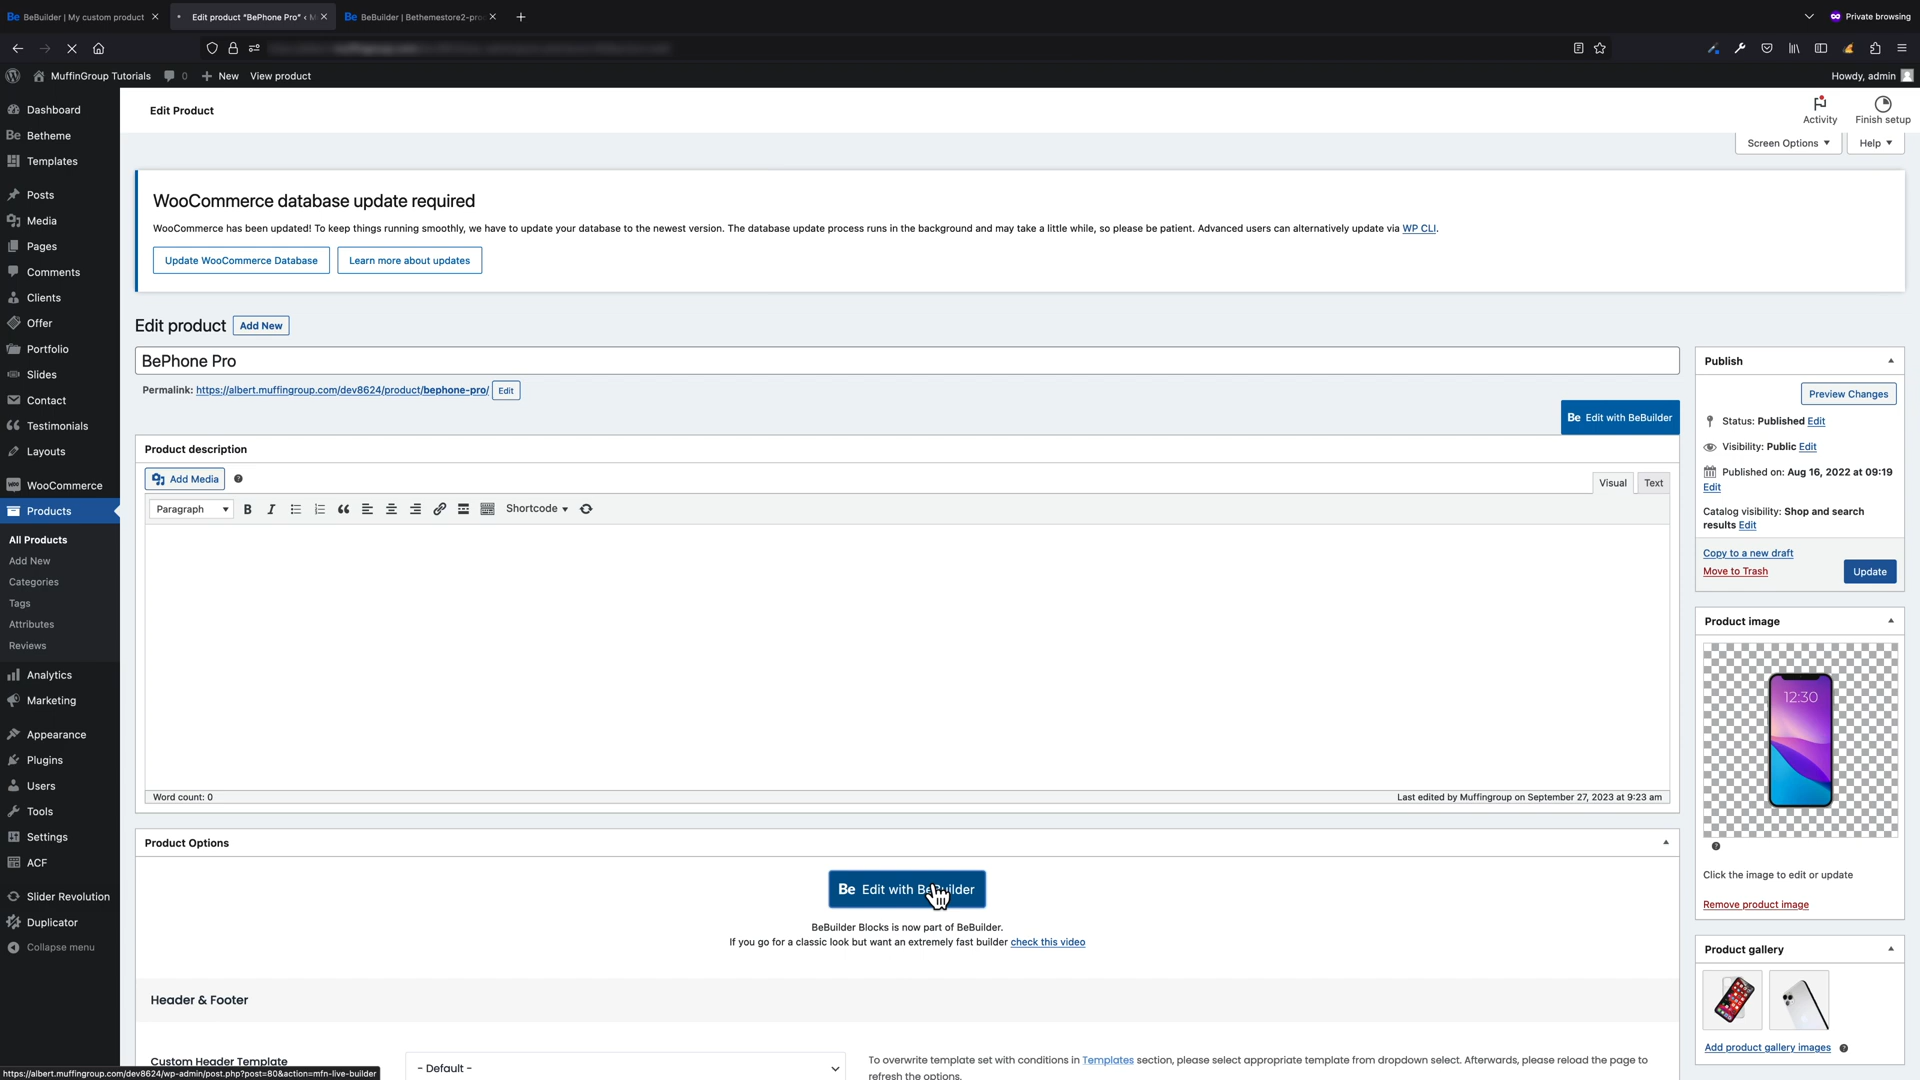 Be BeBuilder | My custom product
Edit product "BePhone Pro" ‹ M
Be BeBuilder | Bethemestore2-pro
Private browsing
MuffinGroup Tutorials
0
New
View product
Howdy, admin
Dashboard
Be Betheme
Templates
Posts
Media
Pages
Comments
Clients
Offer
Portfolio
Slides
Contact
Testimonials
Layouts
WooCommerce
Products
All Products
Add New
Categories
Tags
Attributes
Reviews
Analytics
Marketing
Appearance
Plugins
Users
Tools
Settings
ACF
Slider Revolution
Duplicator
Collapse menu
Edit Product
Activity
Finish setup
Screen Options
Help
WooCommerce database update required
WooCommerce has been updated! To keep things running smoothly, we have to update your database to the newest version. The database update process runs in the background and may take a little while, so please be patient. Advanced users can alternatively update via WP CLI.
Update WooCommerce Database
Learn more about updates
Edit product
Add New
BePhone Pro
Permalink: https://albert.muffingroup.com/dev8624/product/bephone-pro/ Edit
Be Edit with BeBuilder
Product description
Add Media
Visual
Text
Paragraph
B
I
Shortcode
Word count: 0
Last edited by Muffingroup on September 27, 2023 at 9:23 am
Product Options
Be Edit with BeBuilder
BeBuilder Blocks is now part of BeBuilder.
If you go for a classic look but want an extremely fast builder check this video
Header & Footer
Custom Header Template
- Default -
To overwrite template set with conditions in Templates section, please select appropriate template from dropdown select. Afterwards, please reload the page to
refresh the options.
Publish
Preview Changes
Status: Published Edit
Visibility: Public Edit
Published on: Aug 16, 2022 at 09:19
Edit
Catalog visibility: Shop and search
results Edit
Copy to a new draft
Move to Trash
Update
Product image
12:30
Click the image to edit or update
Remove product image
Product gallery
Add product gallery images
https://albert.muffingroup.com/dev8624/wp-admin/post.php?post=80&action=mfn-live-builder